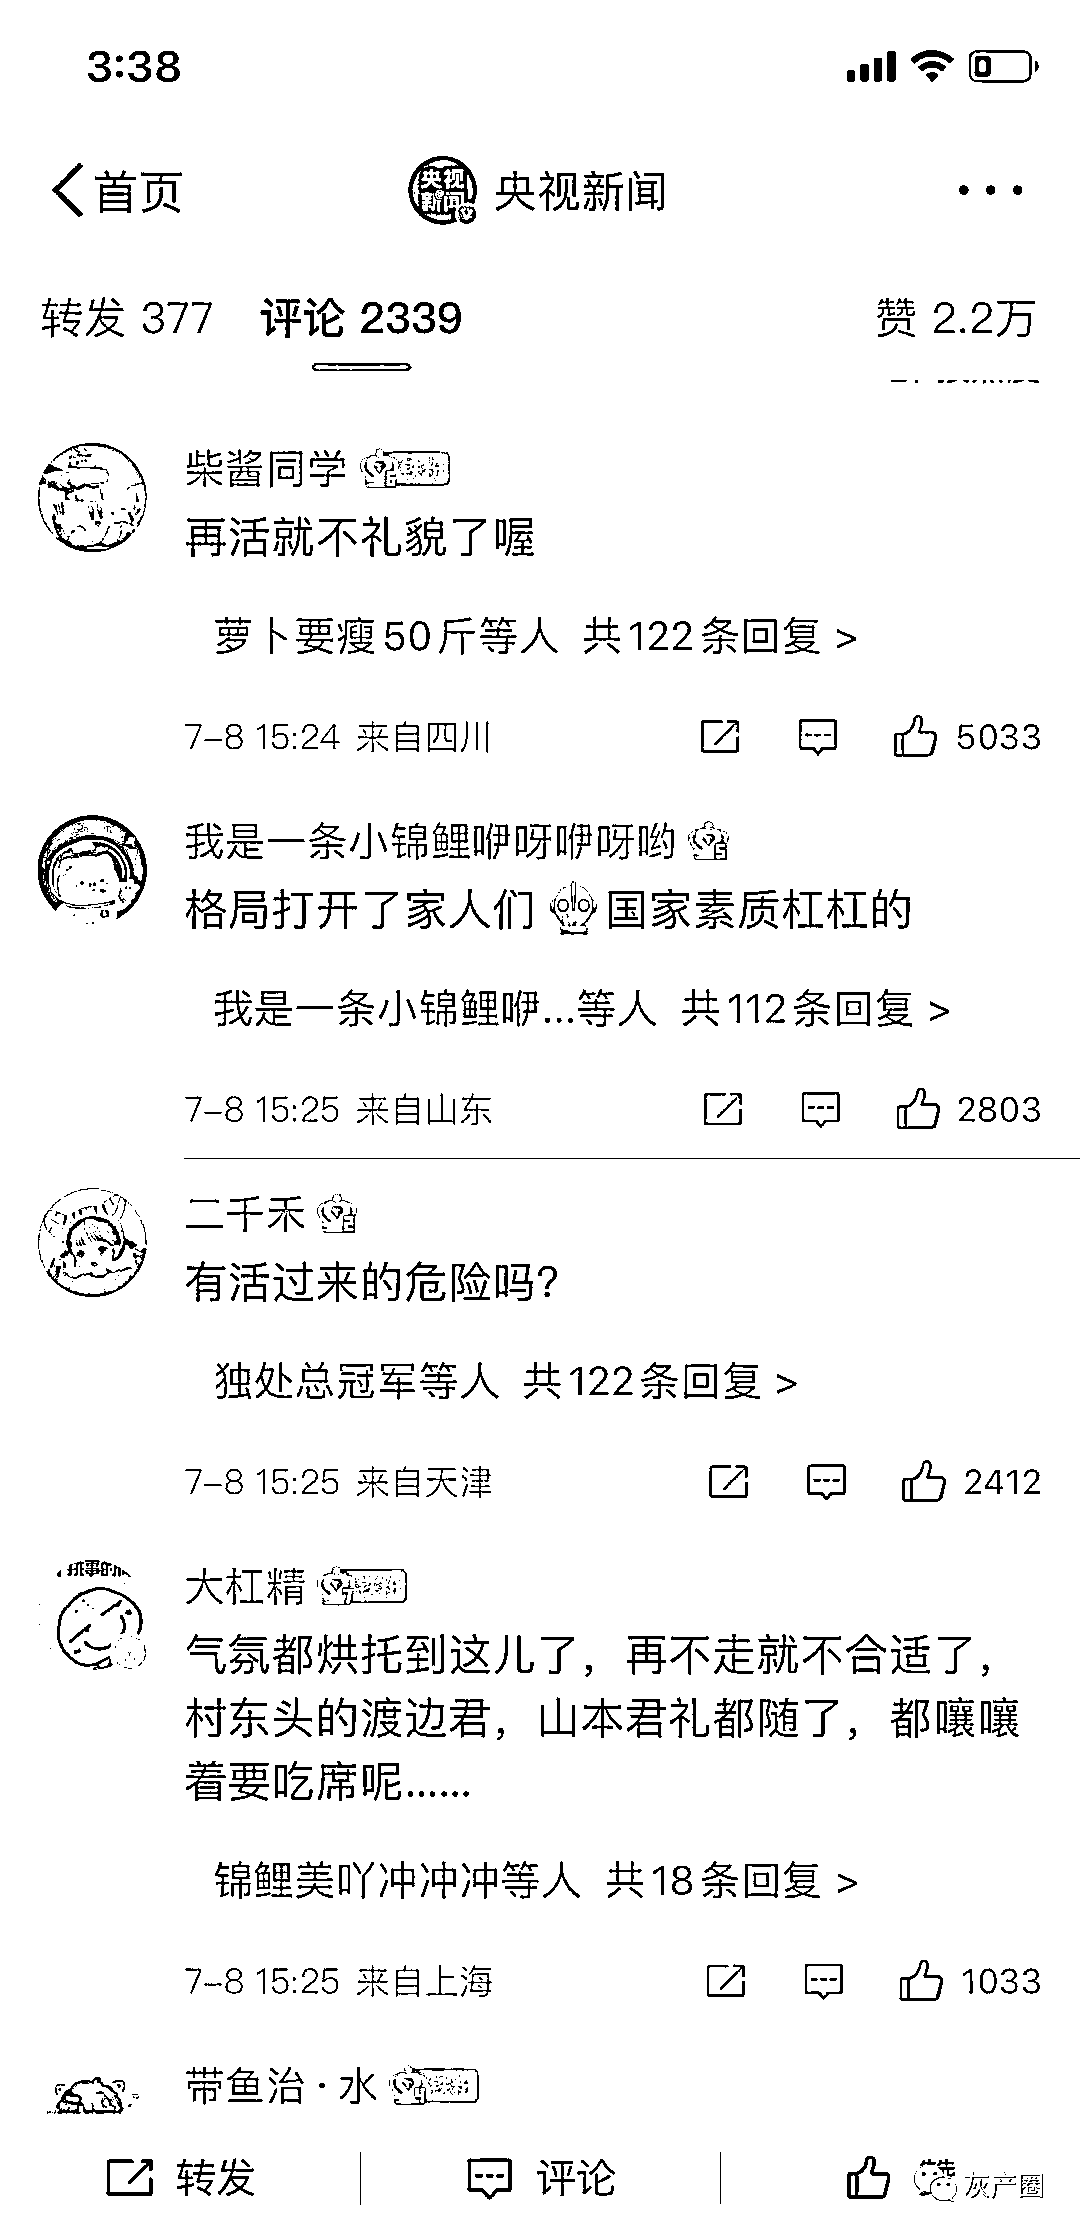 3:38
首页
央视新闻
转发 377 评论 2339 赞 2.2万
柴酱同学
再活就不礼貌了喔
萝卜要瘦50斤等人 共122条回复 >
7-8 15:24 来自四川 5033
我是一条小锦鲤咿呀咿呀哟
格局打开了家人们 国家素质杠杠的
我是一条小锦鲤咿...等人 共112条回复 >
7-8 15:25 来自山东 2803
二千禾
有活过来的危险吗?
独处总冠军等人 共122条回复 >
7-8 15:25 来自天津 2412
大杠精
气氛都烘托到这儿了，再不走就不合适了，
村东头的渡边君，山本君礼都随了，都嚷嚷
着要吃席呢......
锦鲤美吖冲冲冲等人 共18条回复 >
7-8 15:25 来自上海 1033
带鱼治·水
转发 评论
灰产圈